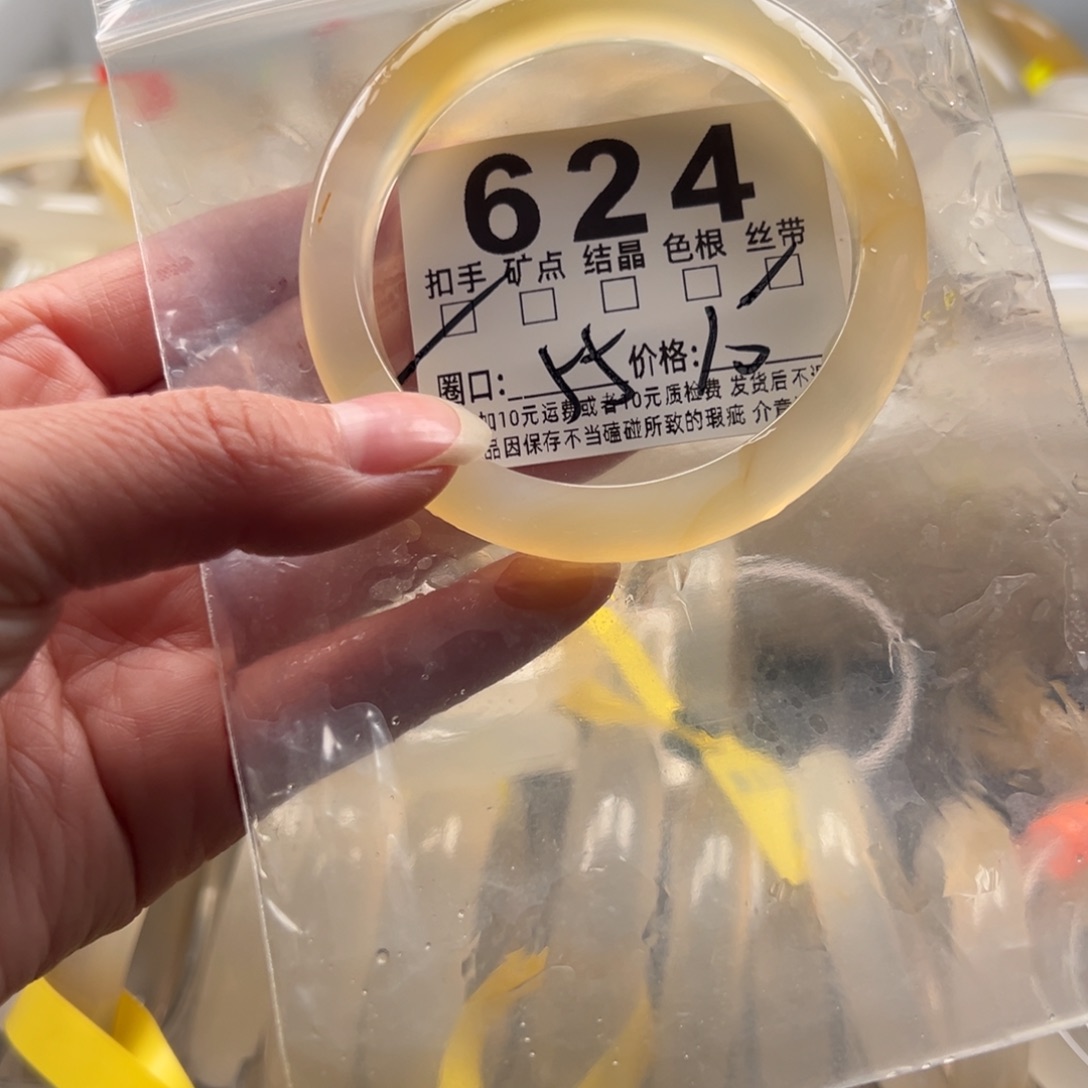 624
扣手 矿点 结晶 色根 丝带
圈口: 价格:
加10元运费或者10元质检费 发货后不
品因保存不当磕碰所致的瑕疵 介意